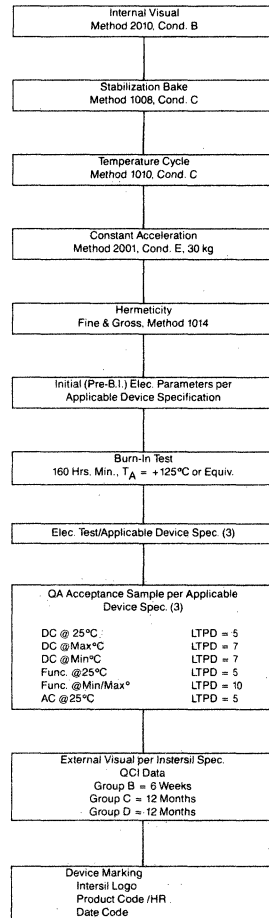 Internal Visual
Method 2010, Cond. B
Stabilization Bake
Method 1008, Cond. C
Temperature Cycle
Method 1010, Cond. C
Constant Acceleration
Method 2001, Cond. E, 30 kg
Hermeticity
Fine & Gross, Method 1014
Initial (Pre-B.I.) Elec. Parameters per
Applicable Device Specification
Burn-In Test
160 Hrs. Min., TA = +125°C or Equiv.
Elec. Test/Applicable Device Spec. (3)
QA Acceptance Sample per Applicable
Device Spec. (3)
DC @ 25°C LTPD = 5
DC @ Max°C LTPD = 7
DC @ Min°C LTPD = 7
Func. @ 25°C LTPD = 5
Func. @ Min/Max° LTPD = 10
AC @ 25°C LTPD = 5
External Visual per Instersil Spec.
QCI Data
Group B = 6 Weeks
Group C = 12 Months
Group D = 12 Months
Device Marking
Intersil Logo
Product Code /HR
Date Code